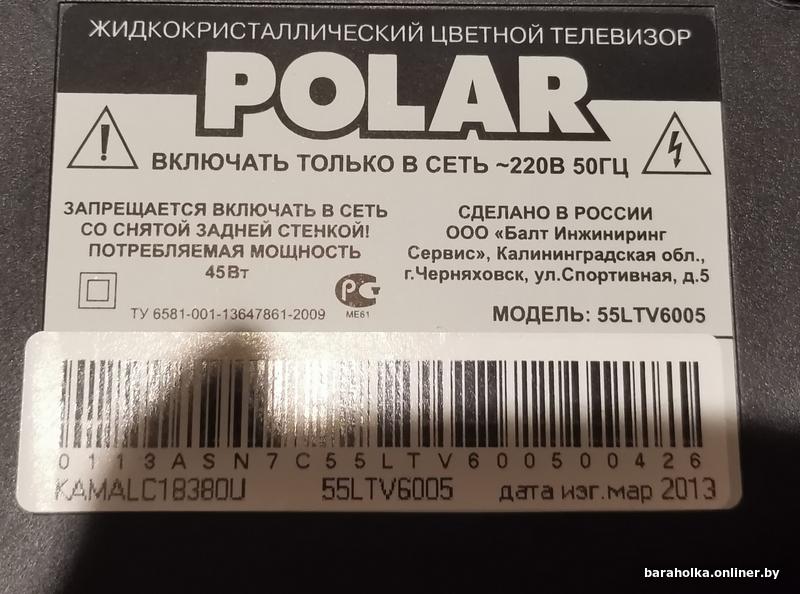 ЖИДКОКРИСТАЛЛИЧЕСКИЙ ЦВЕТНОЙ ТЕЛЕВИЗОР
POLAR
ВКЛЮЧАТЬ ТОЛЬКО В СЕТЬ ~220В 50ГЦ
ЗАПРЕЩАЕТСЯ ВКЛЮЧАТЬ В СЕТЬ
СО СНЯТОЙ ЗАДНЕЙ СТЕНКОЙ!
ПОТРЕБЛЯЕМАЯ МОЩНОСТЬ
45Вт
СДЕЛАНО В РОССИИ
ООО «Балт Инжиниринг
Сервис», Калининградская обл.,
г.Черняховск, ул.Спортивная, д.5
МЕ61
ТУ 6581-001-13647861-2009
МОДЕЛЬ: 55LTV6005
0113ASN7C55LTV600500426
KAMALC18380U 55LTV6005 дата изг.мар 2013
baraholka.onliner.by